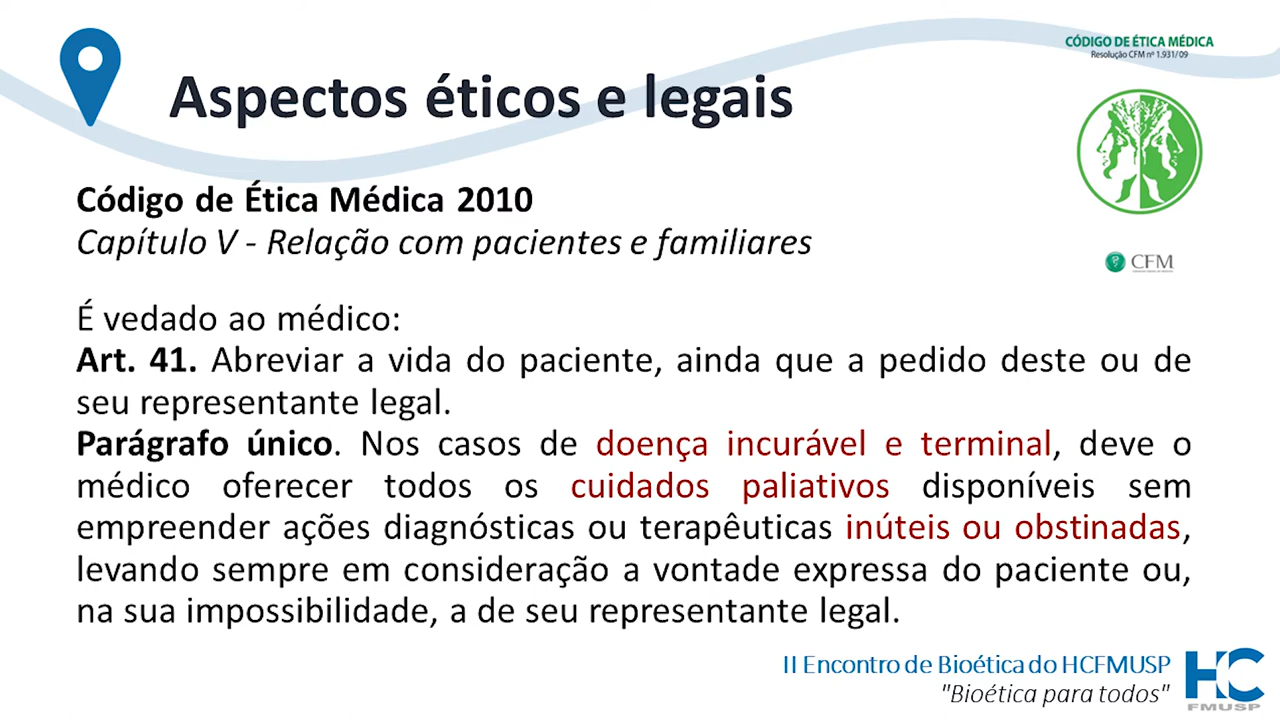 CÓDIGO DE ÉTICA MÉDICA
Resolução CFM nº 1.931/09
Aspectos éticos e legais
Código de Ética Médica 2010
Capítulo V - Relação com pacientes e familiares
CFM
É vedado ao médico:
Art. 41. Abreviar a vida do paciente, ainda que a pedido deste ou de
seu representante legal.
Parágrafo único. Nos casos de doença incurável e terminal, deve o
médico oferecer todos os cuidados paliativos disponíveis sem
empreender ações diagnósticas ou terapêuticas inúteis ou obstinadas,
levando sempre em consideração a vontade expressa do paciente ou,
na sua impossibilidade, a de seu representante legal.
II Encontro de Bioética do HCFMUSP
"Bioética para todos"
HC
FMUSP